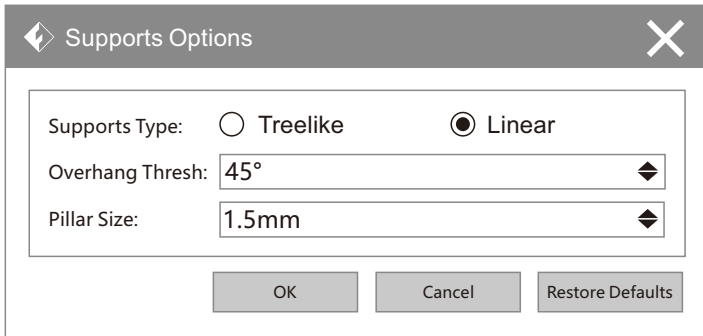 Supports Options
Supports Type: Treelike Linear
Overhang Thresh: 45°
Pillar Size: 1.5mm
OK Cancel Restore Defaults